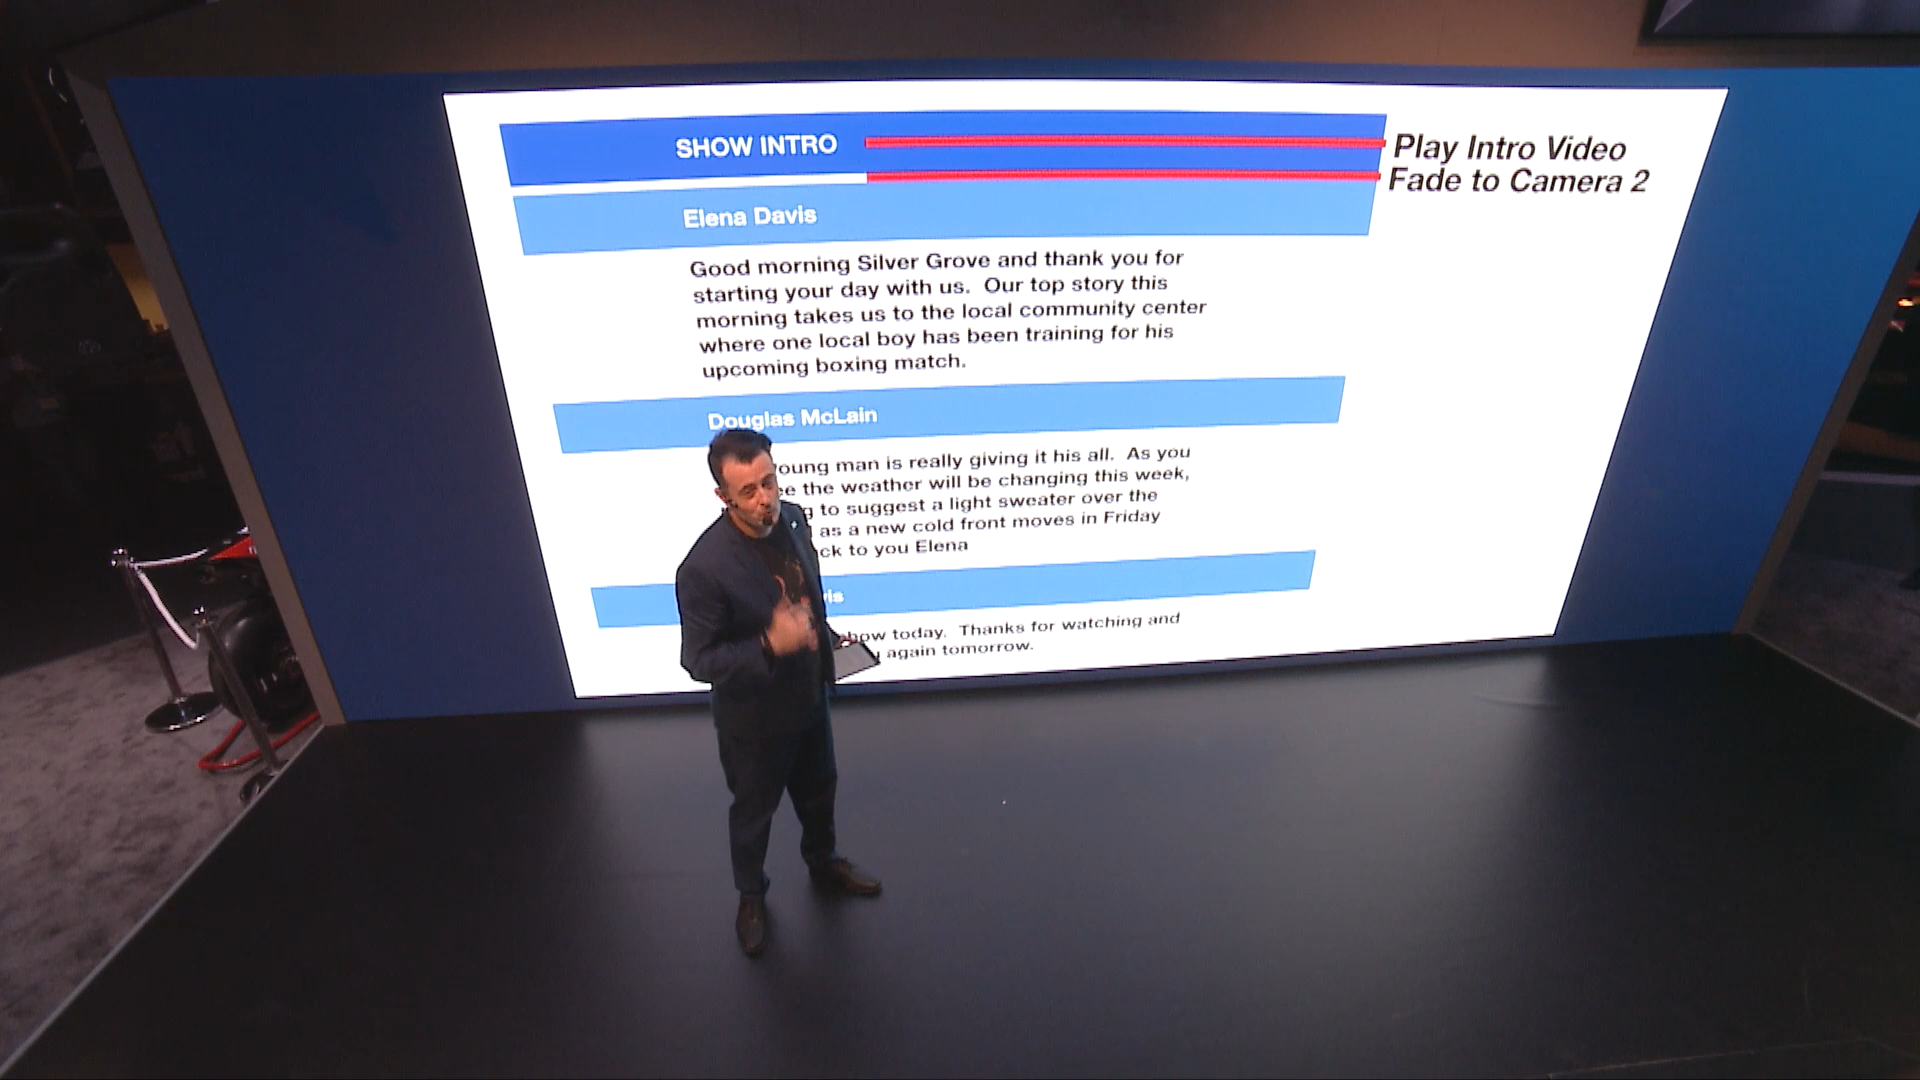 SHOW INTRO
Play Intro Video
Fade to Camera 2
Elena Davis
Good morning Silver Grove and thank you for
starting your day with us. Our top story this
morning takes us to the local community center
where one local boy has been training for his
upcoming boxing match.
Douglas McLain
oung man is really giving it his all. As you
the weather will be changing this week,
to suggest a light sweater over the
as a new cold front moves in Friday
ck to you Elena
vis
how today. Thanks for watching and
again tomorrow.